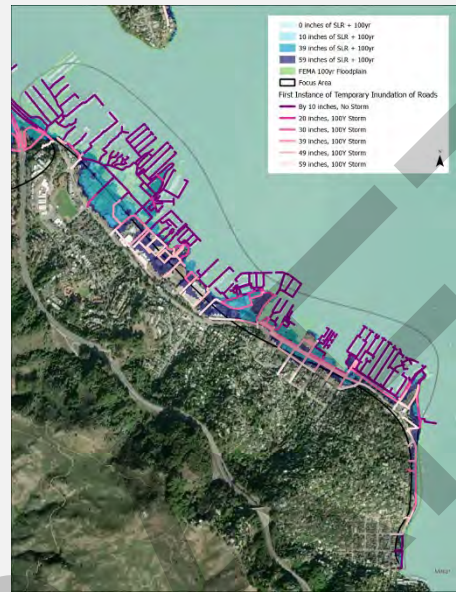 0 inches of SLR + 100yr
10 inches of SLR + 100yr
39 inches of SLR + 100yr
59 inches of SLR + 100yr
FEMA 100yr Floodplain
Focus Area
First Instance of Temporary Inundation of Roads
By 10 inches, No Storm
20 inches, 100Y Storm
30 inches, 100Y Storm
39 inches, 100Y Storm
49 inches, 100Y Storm
59 inches, 100Y Storm